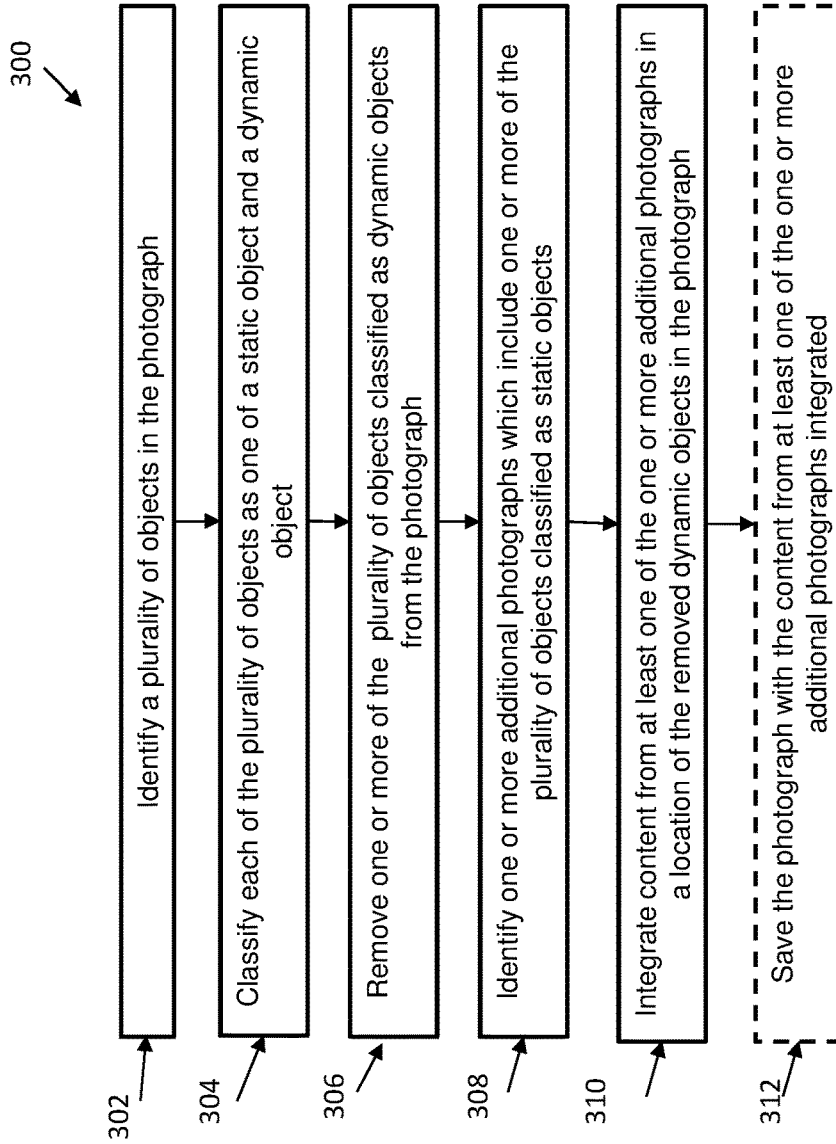 300
302
Identify a plurality of objects in the photograph
304
Classify each of the plurality of objects as one of a static object and a dynamic
object
306
Remove one or more of the plurality of objects classified as dynamic objects
from the photograph
308
Identify one or more additional photographs which include one or more of the
plurality of objects classified as static objects
310
Integrate content from at least one of the one or more additional photographs in
a location of the removed dynamic objects in the photograph
312
Save the photograph with the content from at least one of the one or more
additional photographs integrated